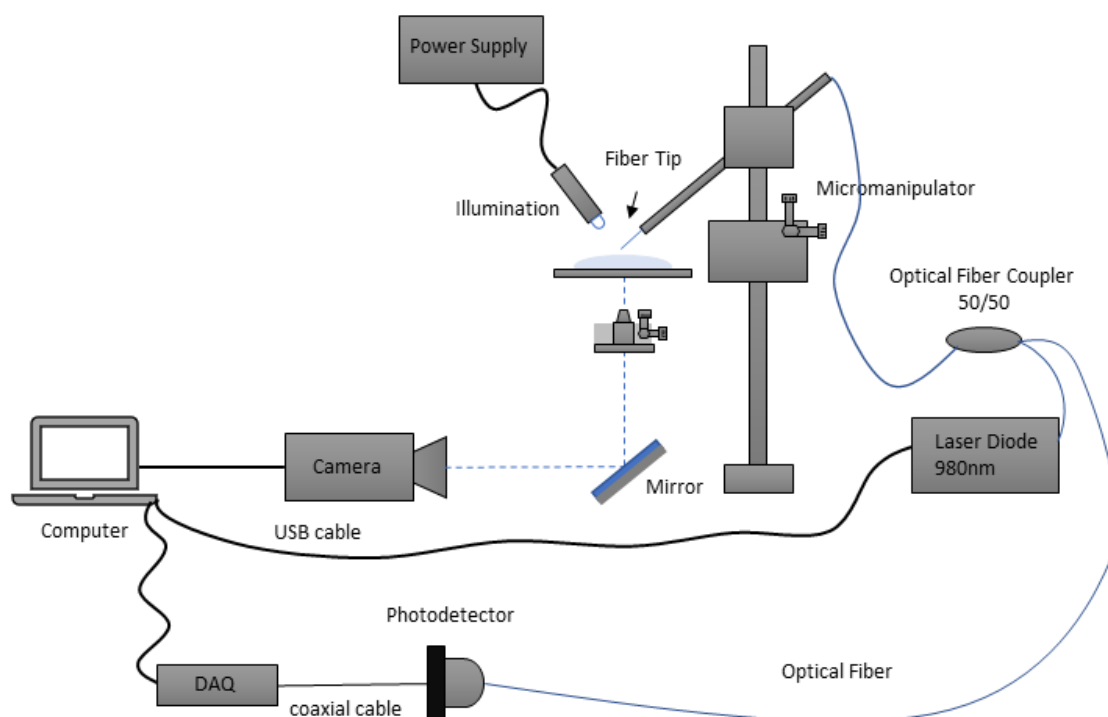 Power Supply
Fiber Tip
Illumination
Micromanipulator
Optical Fiber Coupler
50/50
Laser Diode
980nm
Camera
Mirror
Computer
USB cable
Photodetector
Optical Fiber
DAQ
coaxial cable